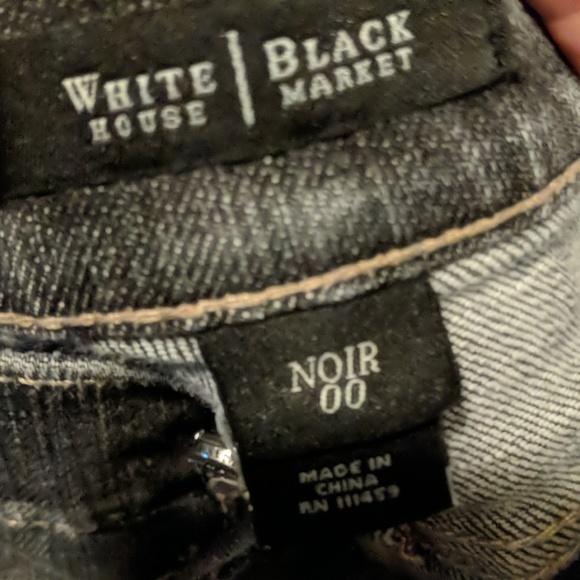 WHITE HOUSE | BLACK MARKET
NOIR
00
MADE IN
CHINA
RN 111459